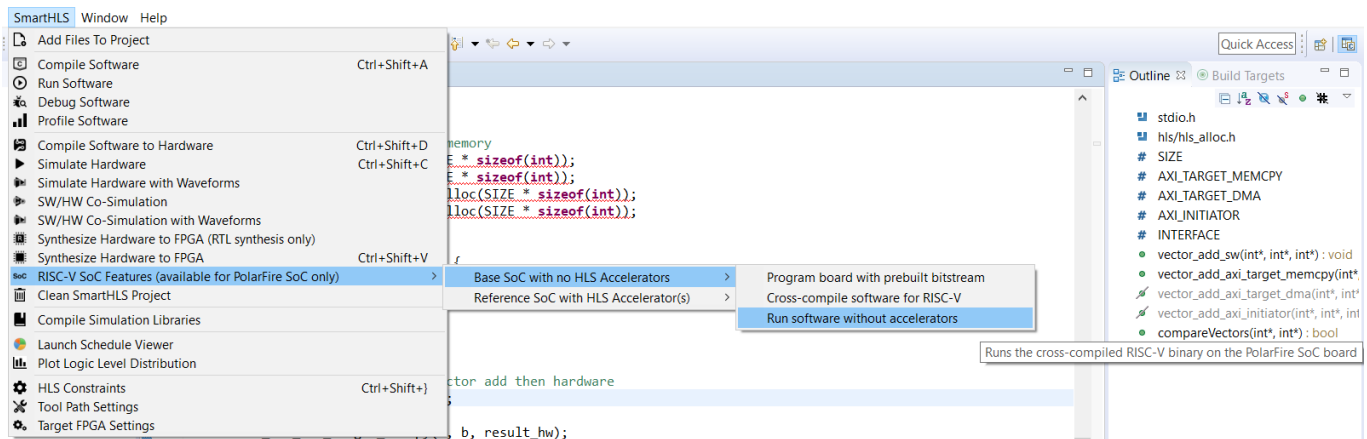 SmartHLS Window Help
Add Files To Project
Compile Software Ctrl+Shift+A
Run Software
Debug Software
Profile Software
Compile Software to Hardware Ctrl+Shift+D
Simulate Hardware Ctrl+Shift+C
Simulate Hardware with Waveforms
SW/HW Co-Simulation
SW/HW Co-Simulation with Waveforms
Synthesize Hardware to FPGA (RTL synthesis only)
Synthesize Hardware to FPGA Ctrl+Shift+V
RISC-V SoC Features (available for PolarFire SoC only)
Clean SmartHLS Project
Compile Simulation Libraries
Launch Schedule Viewer
Plot Logic Level Distribution
HLS Constraints Ctrl+Shift+}
Tool Path Settings
Target FPGA Settings
Base SoC with no HLS Accelerators
Reference SoC with HLS Accelerator(s)
Program board with prebuilt bitstream
Cross-compile software for RISC-V
Run software without accelerators
Runs the cross-compiled RISC-V binary on the PolarFire SoC board
memory
E * sizeof(int));
E * sizeof(int));
lloc(SIZE * sizeof(int));
lloc(SIZE * sizeof(int));
{
ctor add then hardware
;
, b, result_hw);
Quick Access
Outline Build Targets
stdio.h
hls/hls_alloc.h
SIZE
AXI_TARGET_MEMCPY
AXI_TARGET_DMA
AXI_INITIATOR
INTERFACE
vector_add_sw(int*, int*, int*) : void
vector_add_axi_target_memcpy(int*,
vector_add_axi_target_dma(int*, int*
vector_add_axi_initiator(int*, int*, int
compareVectors(int*, int*) : bool